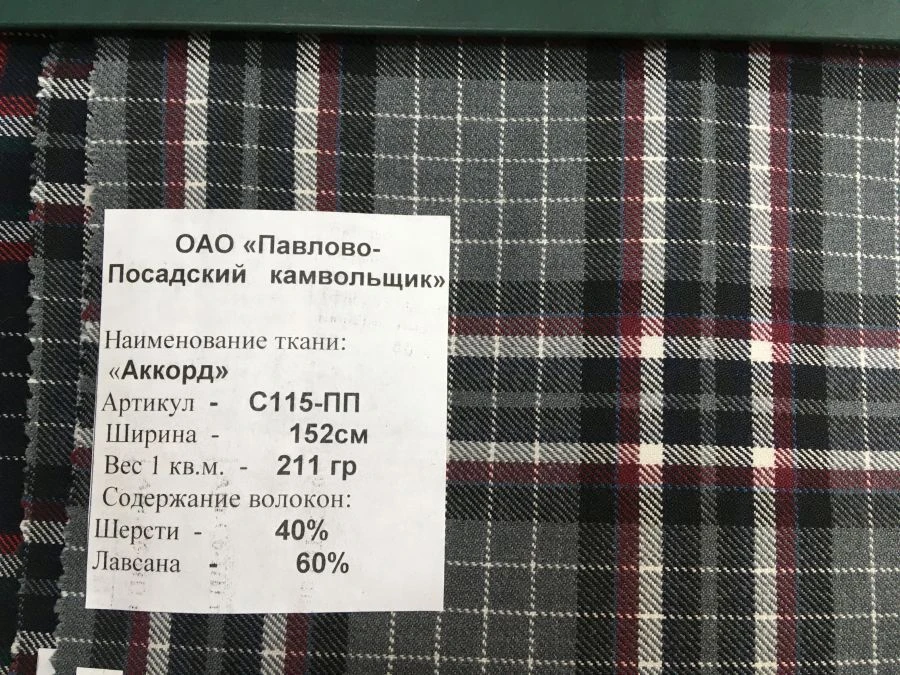 ОАО «Павлово-
Посадский камвольщик»
Наименование ткани:
«Аккорд»
Артикул - С115-ПП
Ширина - 152см
Вес 1 кв.м. - 211 гр
Содержание волокон:
Шерсти - 40%
Лавсана - 60%